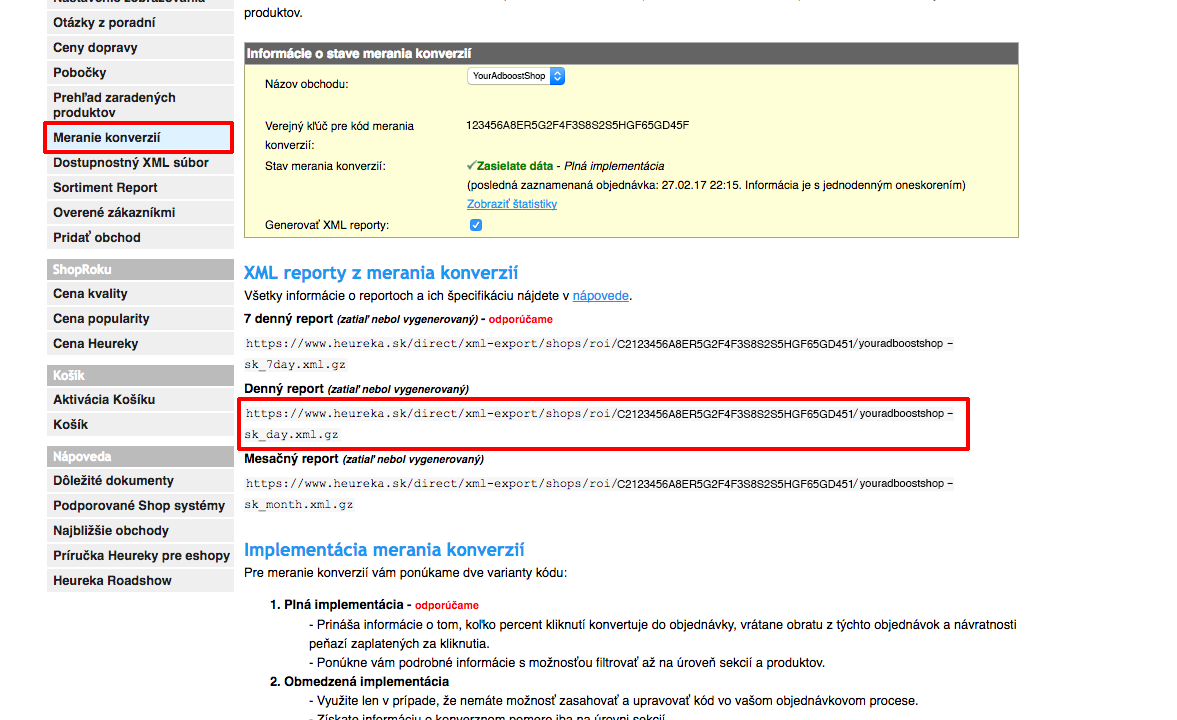 Nastavenie zobrazovania
Otázky z poradní
Ceny dopravy
Pobočky
Prehľad zaradených
produktov
Meranie konverzií
Dostupnostný XML súbor
Sortiment Report
Overené zákazníkmi
Pridať obchod
ShopRoku
Cena kvality
Cena popularity
Cena Heureky
Košík
Aktivácia Košíku
Košík
Nápoveda
Dôležité dokumenty
Podporované Shop systémy
Najbližšie obchody
Príručka Heureky pre eshopy
Heureka Roadshow
produktov.
Informácie o stave merania konverzií
Názov obchodu: YourAdboostShop
Verejný kľúč pre kód merania 123456A8ER5G2F4F3S8S2S5HGF65GD45F
konverzií:
Stav merania konverzií: ✓Zasielate dáta - Plná implementácia
(posledná zaznamenaná objednávka: 27.02.17 22:15. Informácia je s jednodenným oneskorením)
Zobraziť štatistiky
Generovať XML reporty:
XML reporty z merania konverzií
Všetky informácie o reportoch a ich špecifikáciu nájdete v nápovede.
7 denný report (zatiaľ nebol vygenerovaný) - odporúčame
https://www.heureka.sk/direct/xml-export/shops/roi/C2123456A8ER5G2F4F3S8S2S5HGF65GD451/youradboostshop -
sk_7day.xml.gz
Denný report (zatiaľ nebol vygenerovaný)
https://www.heureka.sk/direct/xml-export/shops/roi/C2123456A8ER5G2F4F3S8S2S5HGF65GD451/youradboostshop -
sk_day.xml.gz
Mesačný report (zatiaľ nebol vygenerovaný)
https://www.heureka.sk/direct/xml-export/shops/roi/C2123456A8ER5G2F4F3S8S2S5HGF65GD451/youradboostshop -
sk_month.xml.gz
Implementácia merania konverzií
Pre meranie konverzií vám ponúkame dve varianty kódu:
1. Plná implementácia - odporúčame
- Prináša informácie o tom, koľko percent kliknutí konvertuje do objednávky, vrátane obratu z týchto objednávok a návratnosti
peňazí zaplatených za kliknutia.
- Ponúkne vám podrobné informácie s možnosťou filtrovať až na úroveň sekcií a produktov.
2. Obmedzená implementácia
- Využite len v prípade, že nemáte možnosť zasahovať a upravovať kód vo vašom objednávkovom procese.
- Získate informáciu o konverznom pomere iba na úrovni sekcií.